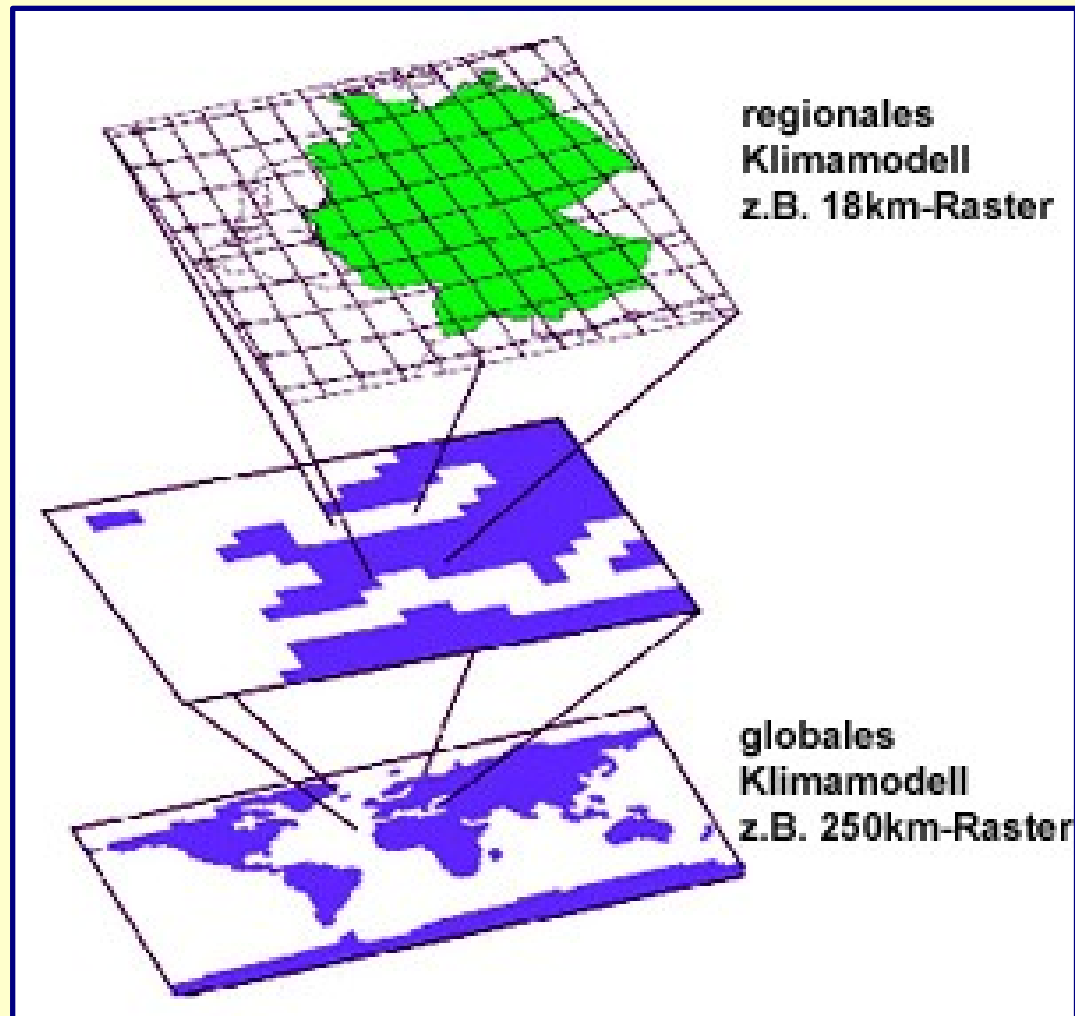 regionales
Klimamodell
z.B. 18km-Raster
globales
Klimamodell
z.B. 250km-Raster